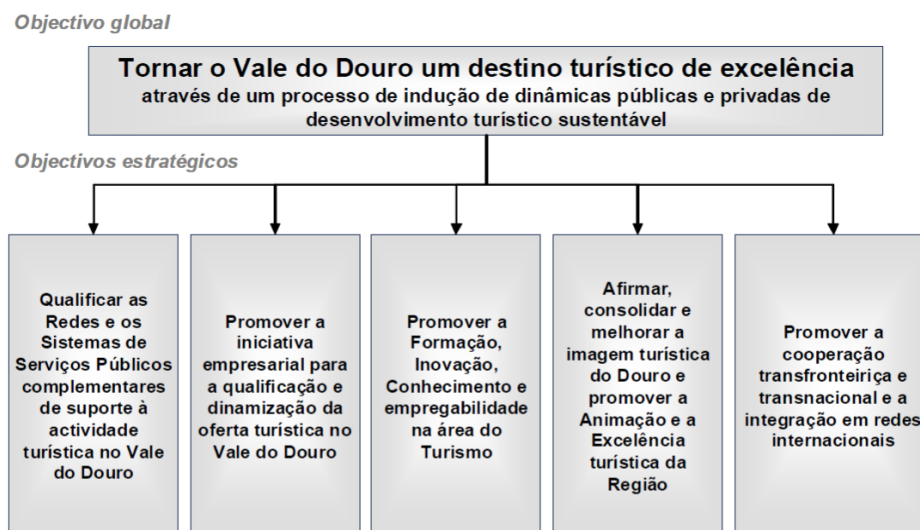 Objectivo global
Tornar o Vale do Douro um destino turístico de excelência
através de um processo de indução de dinâmicas públicas e privadas de
desenvolvimento turístico sustentável
Objectivos estratégicos
Qualificar as
Redes e os
Sistemas de
Serviços Públicos
complementares
de suporte à
actividade
turística no Vale
do Douro
Promover a
iniciativa
empresarial para
a qualificação e
dinamização da
oferta turística no
Vale do Douro
Promover a
Formação,
Inovação,
Conhecimento e
empregabilidade
na área do
Turismo
Afirmar,
consolidar e
melhorar a
imagem turística
do Douro e
promover a
Animação e a
Excelência
turística da
Região
Promover a
cooperação
transfronteiriça e
transnacional e a
integração em redes
internacionais